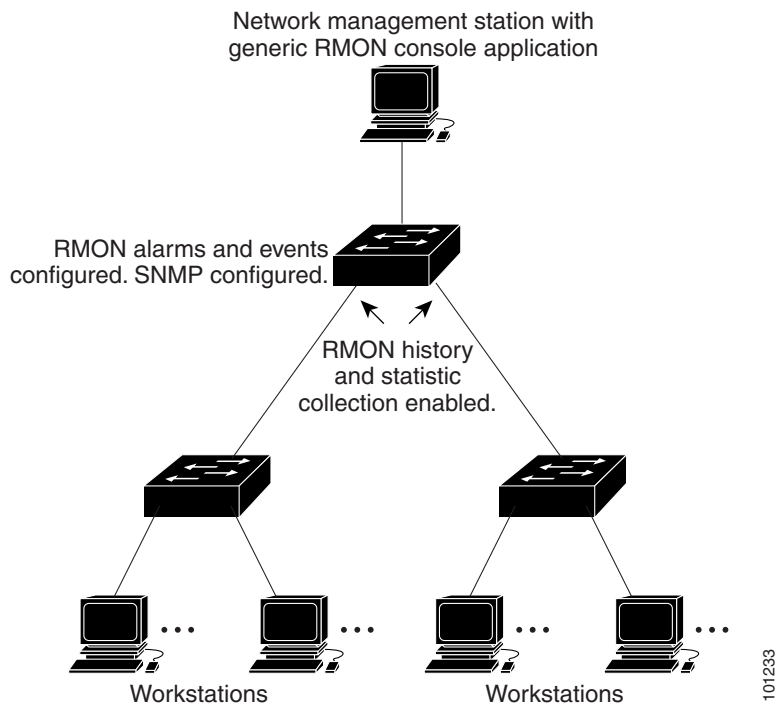 Network management station with
generic RMON console application
RMON alarms and events
configured. SNMP configured.
RMON history
and statistic
collection enabled.
Workstations
Workstations
101233